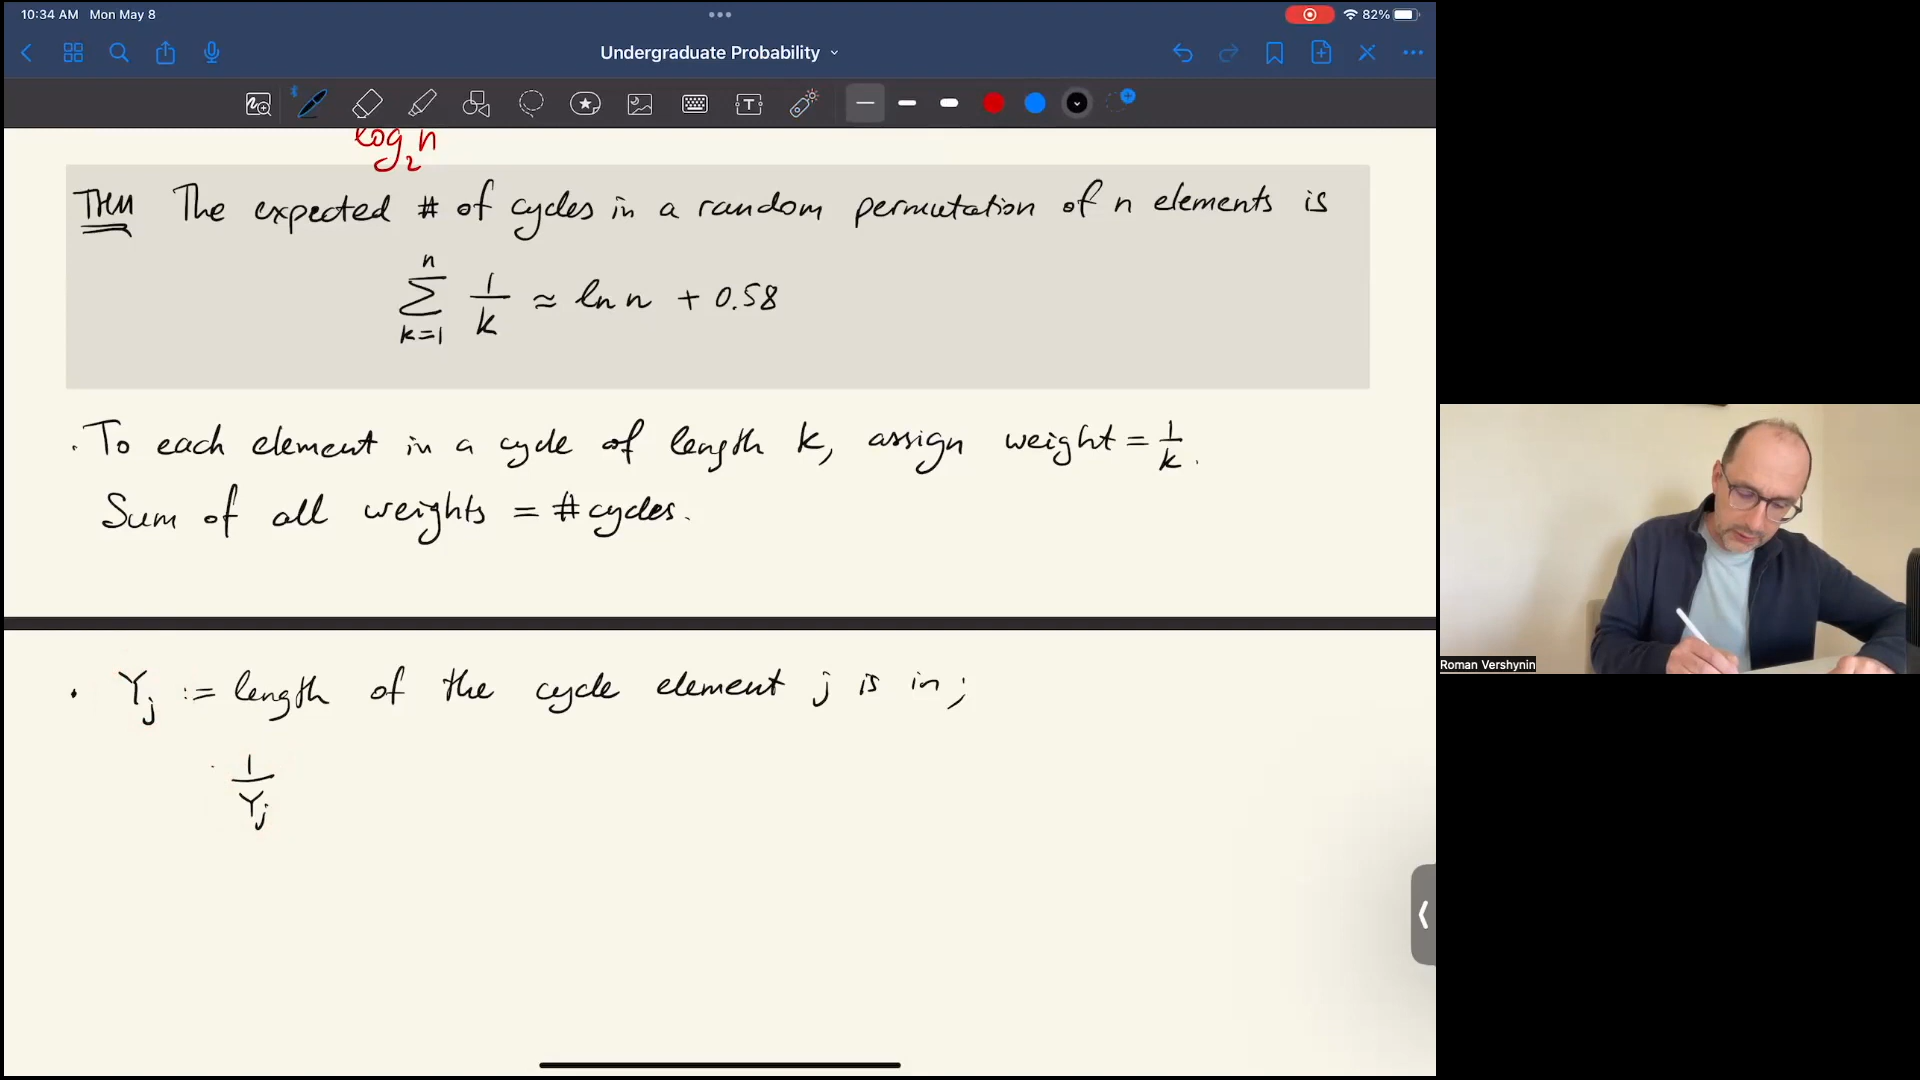 10:34 AM Mon May 8
82%
Undergraduate Probability
log₂n
THM The expected # of cycles in a random permutation of n elements is
n
∑ 1/k ≈ ln n + 0.58
k=1
· To each element in a cycle of length k, assign weight = 1/k.
Sum of all weights = # cycles.
· Yⱼ := length of the cycle element j is in;
1/Yⱼ
Roman Vershynin